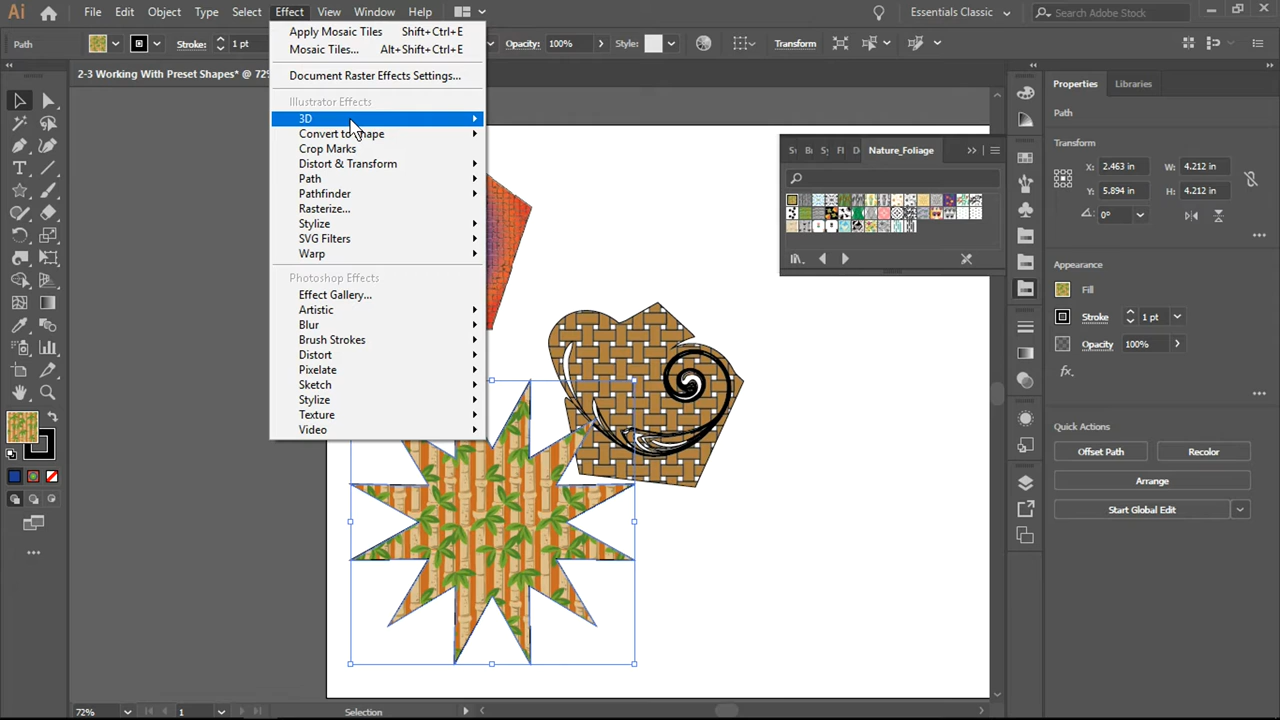 Ai File Edit Object Type Select Effect View Window Help Essentials Classic Search Adobe Stock
Path Stroke: 1 pt Opacity: 100% Style: Transform
2-3 Working With Preset Shapes* @ 72%
Apply Mosaic Tiles Shift+Ctrl+E
Mosaic Tiles... Alt+Shift+Ctrl+E
Document Raster Effects Settings...
Illustrator Effects
3D
Convert to Shape
Crop Marks
Distort & Transform
Path
Pathfinder
Rasterize...
Stylize
SVG Filters
Warp
Photoshop Effects
Effect Gallery...
Artistic
Blur
Brush Strokes
Distort
Pixelate
Sketch
Stylize
Texture
Video
Nature_Foliage
Properties Libraries
Path
X: 2.463 in W: 4.212 in
Y: 5.894 in H: 4.212 in
0°
Appearance
Fill
Stroke 1 pt
Opacity 100%
fx.
Quick Actions
Offset Path Recolor
Arrange
Start Global Edit
72% 1 Selection